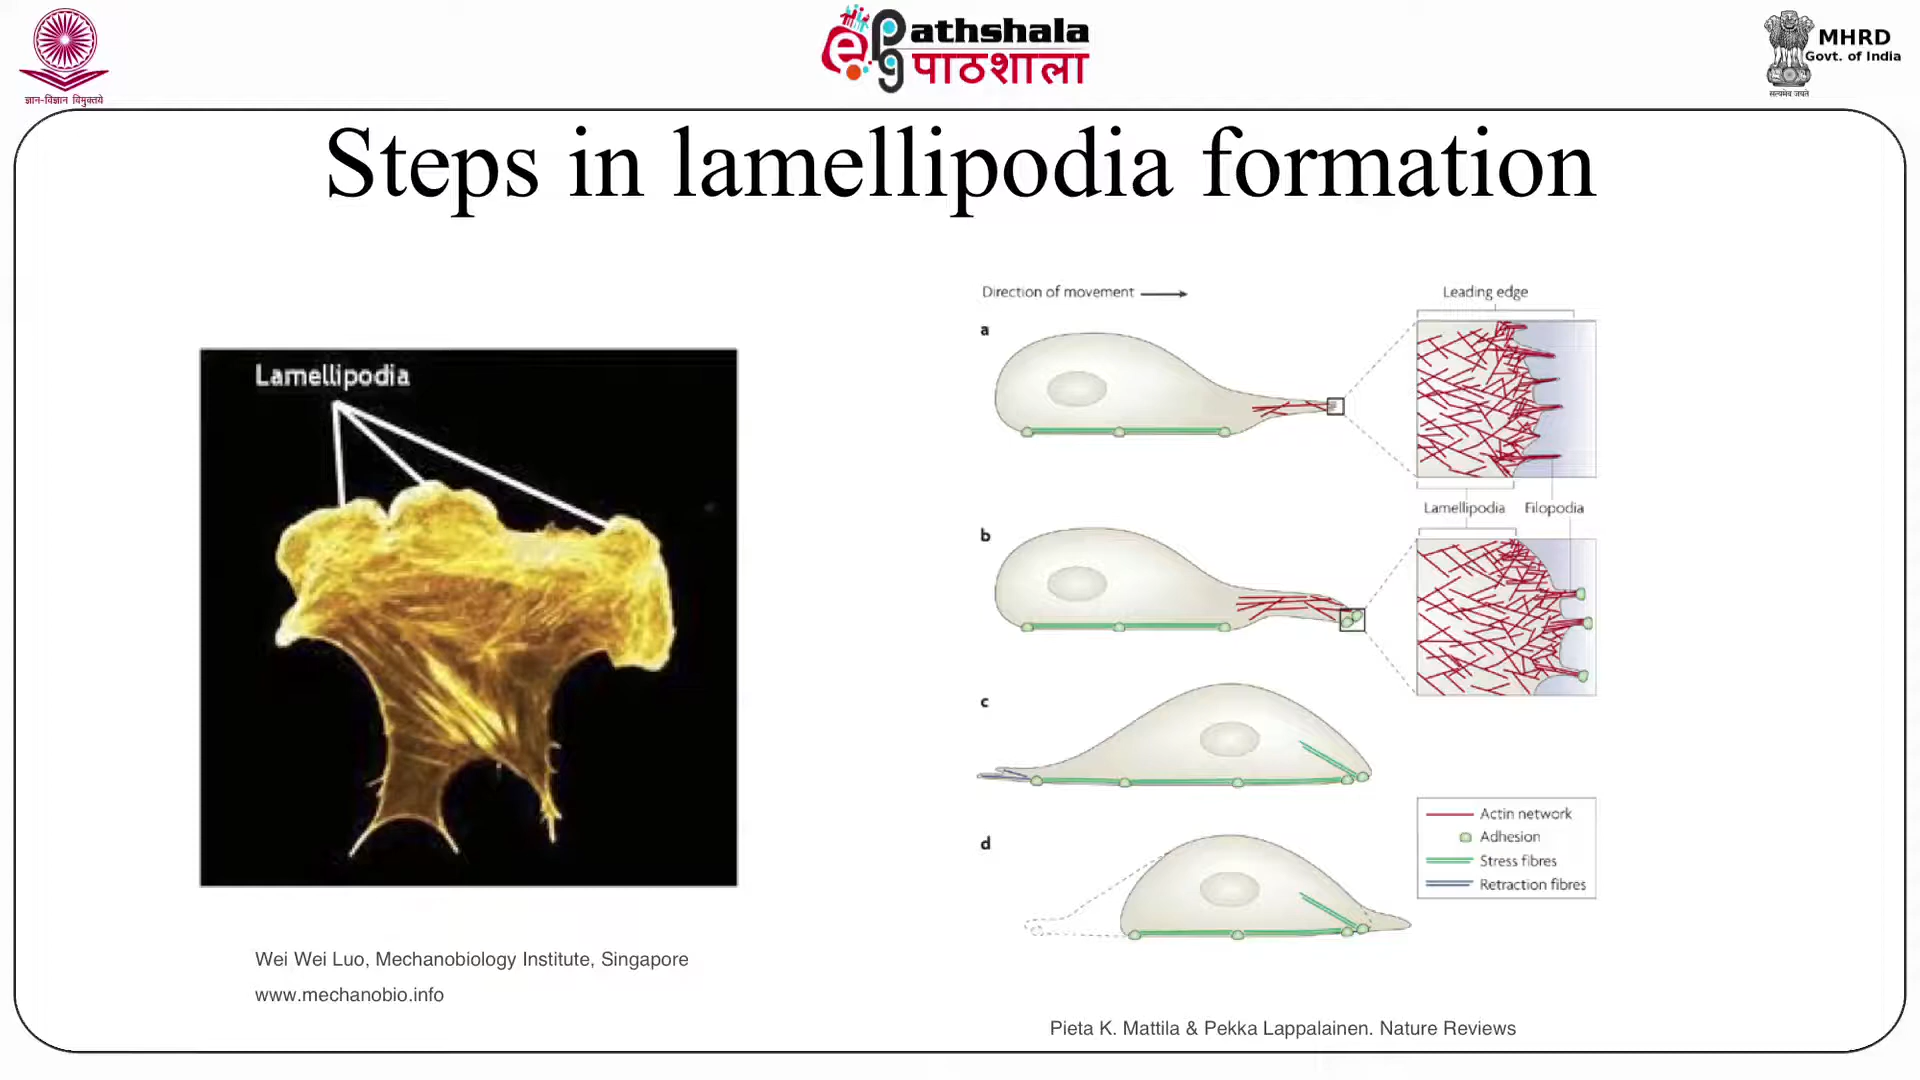 ज्ञान-विज्ञान विमुक्तये
ePGpathshala
पाठशाला
MHRD
Govt. of India
सत्यमेव जयते
Steps in lamellipodia formation
Lamellipodia
Wei Wei Luo, Mechanobiology Institute, Singapore
www.mechanobio.info
Direction of movement
Leading edge
a
Lamellipodia
Filopodia
b
c
d
Actin network
Adhesion
Stress fibres
Retraction fibres
Pieta K. Mattila & Pekka Lappalainen. Nature Reviews